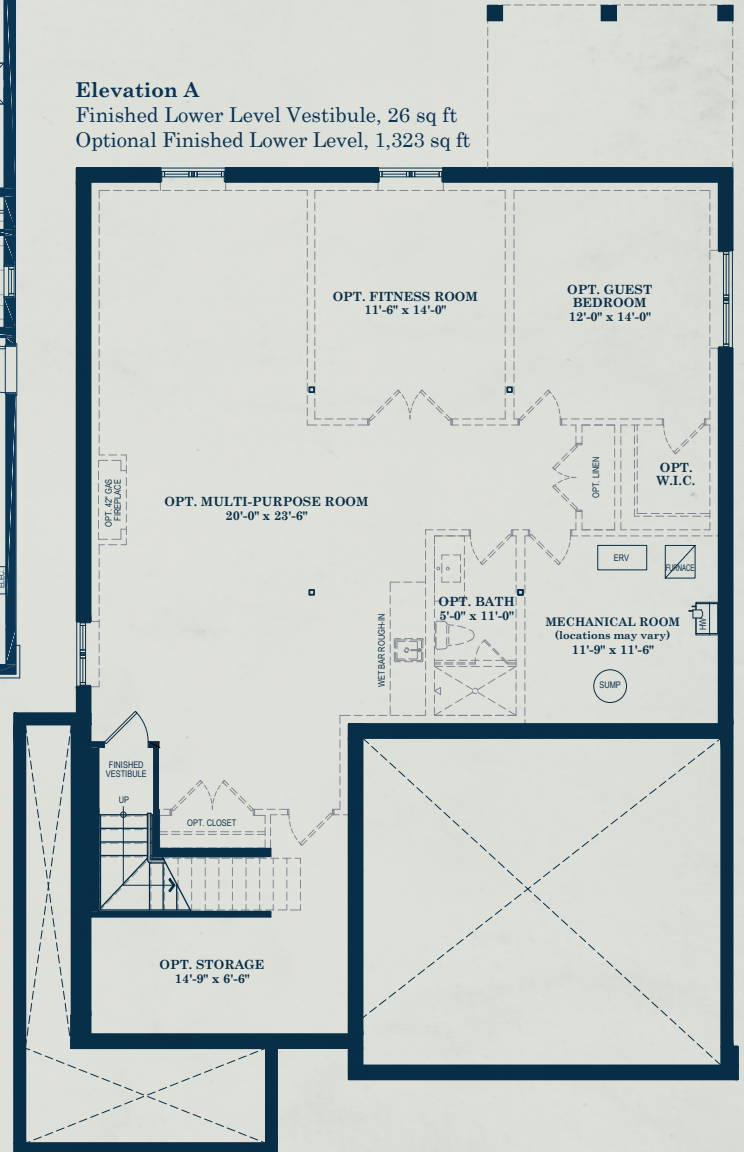 Elevation A
Finished Lower Level Vestibule, 26 sq ft
Optional Finished Lower Level, 1,323 sq ft
OPT. FITNESS ROOM
11'-6" x 14'-0"
OPT. GUEST
BEDROOM
12'-0" x 14'-0"
OPT. 42" GAS
FIREPLACE
OPT. MULTI-PURPOSE ROOM
20'-0" x 23'-6"
OPT. LINEN
OPT.
W.I.C.
ERV
FURNACE
OPT. BATH
5'-0" x 11'-0"
WET BAR ROUGH-IN
MECHANICAL ROOM
(locations may vary)
11'-9" x 11'-6"
HW
SUMP
FINISHED
VESTIBULE
UP
OPT. CLOSET
OPT. STORAGE
14'-9" x 6'-6"